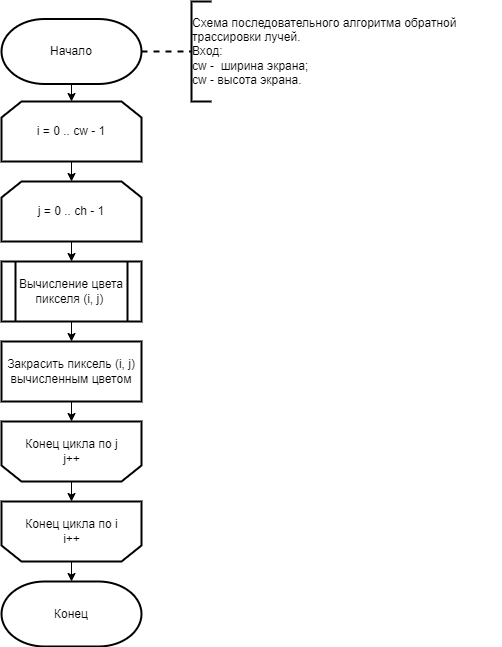 Начало
Схема последовательного алгоритма обратной
трассировки лучей.
Вход:
cw -  ширина экрана;
cw - высота экрана.
i = 0 .. cw - 1
j = 0 .. ch - 1
Вычисление цвета
пикселя (i, j)
Закрасить пиксель (i, j)
вычисленным цветом
Конец цикла по j
j++
Конец цикла по i
i++
Конец